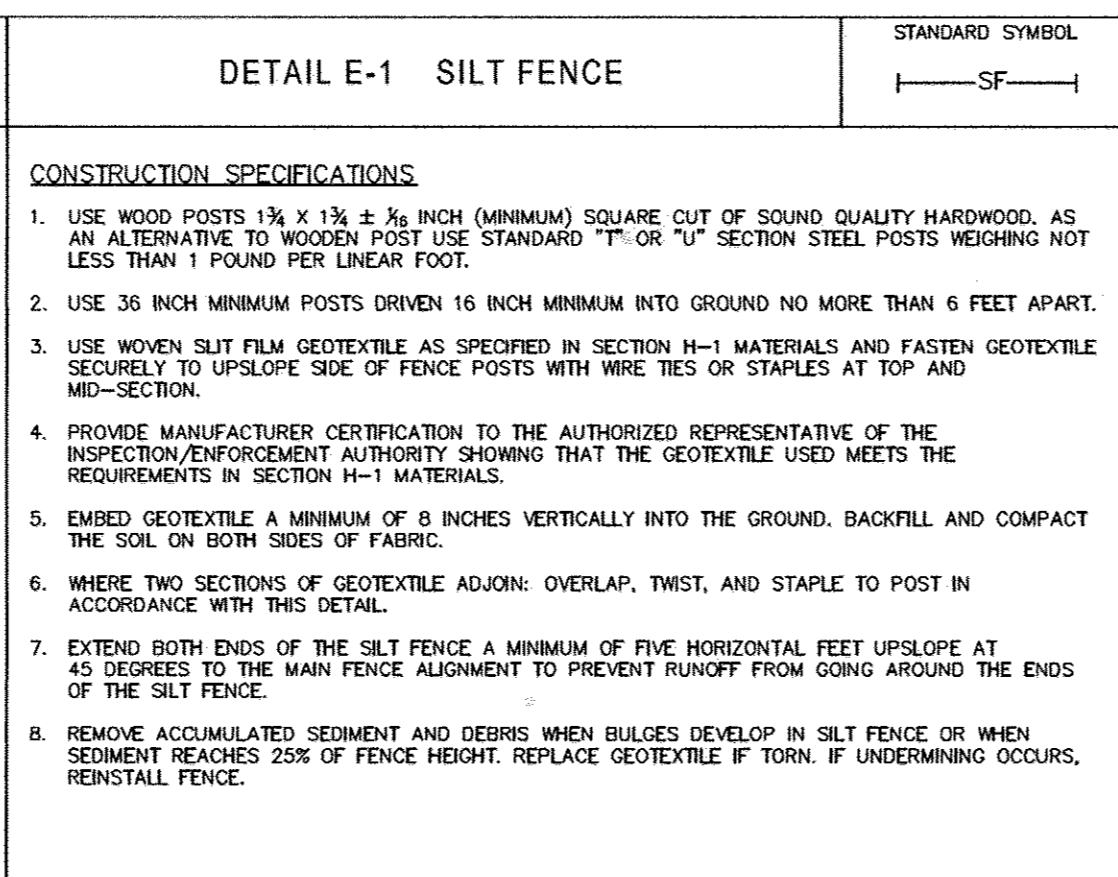 DETAIL E-1 SILT FENCE
STANDARD SYMBOL
SF
CONSTRUCTION SPECIFICATIONS
1. USE WOOD POSTS 1¾ X 1¾ ± 1/16 INCH (MINIMUM) SQUARE CUT OF SOUND QUALITY HARDWOOD. AS
AN ALTERNATIVE TO WOODEN POST USE STANDARD "T" OR "U" SECTION STEEL POSTS WEIGHING NOT
LESS THAN 1 POUND PER LINEAR FOOT.
2. USE 36 INCH MINIMUM POSTS DRIVEN 16 INCH MINIMUM INTO GROUND NO MORE THAN 6 FEET APART.
3. USE WOVEN SLIT FILM GEOTEXTILE AS SPECIFIED IN SECTION H-1 MATERIALS AND FASTEN GEOTEXTILE
SECURELY TO UPSLOPE SIDE OF FENCE POSTS WITH WIRE TIES OR STAPLES AT TOP AND
MID-SECTION.
4. PROVIDE MANUFACTURER CERTIFICATION TO THE AUTHORIZED REPRESENTATIVE OF THE
INSPECTION/ENFORCEMENT AUTHORITY SHOWING THAT THE GEOTEXTILE USED MEETS THE
REQUIREMENTS IN SECTION H-1 MATERIALS.
5. EMBED GEOTEXTILE A MINIMUM OF 8 INCHES VERTICALLY INTO THE GROUND. BACKFILL AND COMPACT
THE SOIL ON BOTH SIDES OF FABRIC.
6. WHERE TWO SECTIONS OF GEOTEXTILE ADJOIN: OVERLAP, TWIST, AND STAPLE TO POST IN
ACCORDANCE WITH THIS DETAIL.
7. EXTEND BOTH ENDS OF THE SILT FENCE A MINIMUM OF FIVE HORIZONTAL FEET UPSLOPE AT
45 DEGREES TO THE MAIN FENCE ALIGNMENT TO PREVENT RUNOFF FROM GOING AROUND THE ENDS
OF THE SILT FENCE.
8. REMOVE ACCUMULATED SEDIMENT AND DEBRIS WHEN BULGES DEVELOP IN SILT FENCE OR WHEN
SEDIMENT REACHES 25% OF FENCE HEIGHT. REPLACE GEOTEXTILE IF TORN. IF UNDERMINING OCCURS,
REINSTALL FENCE.